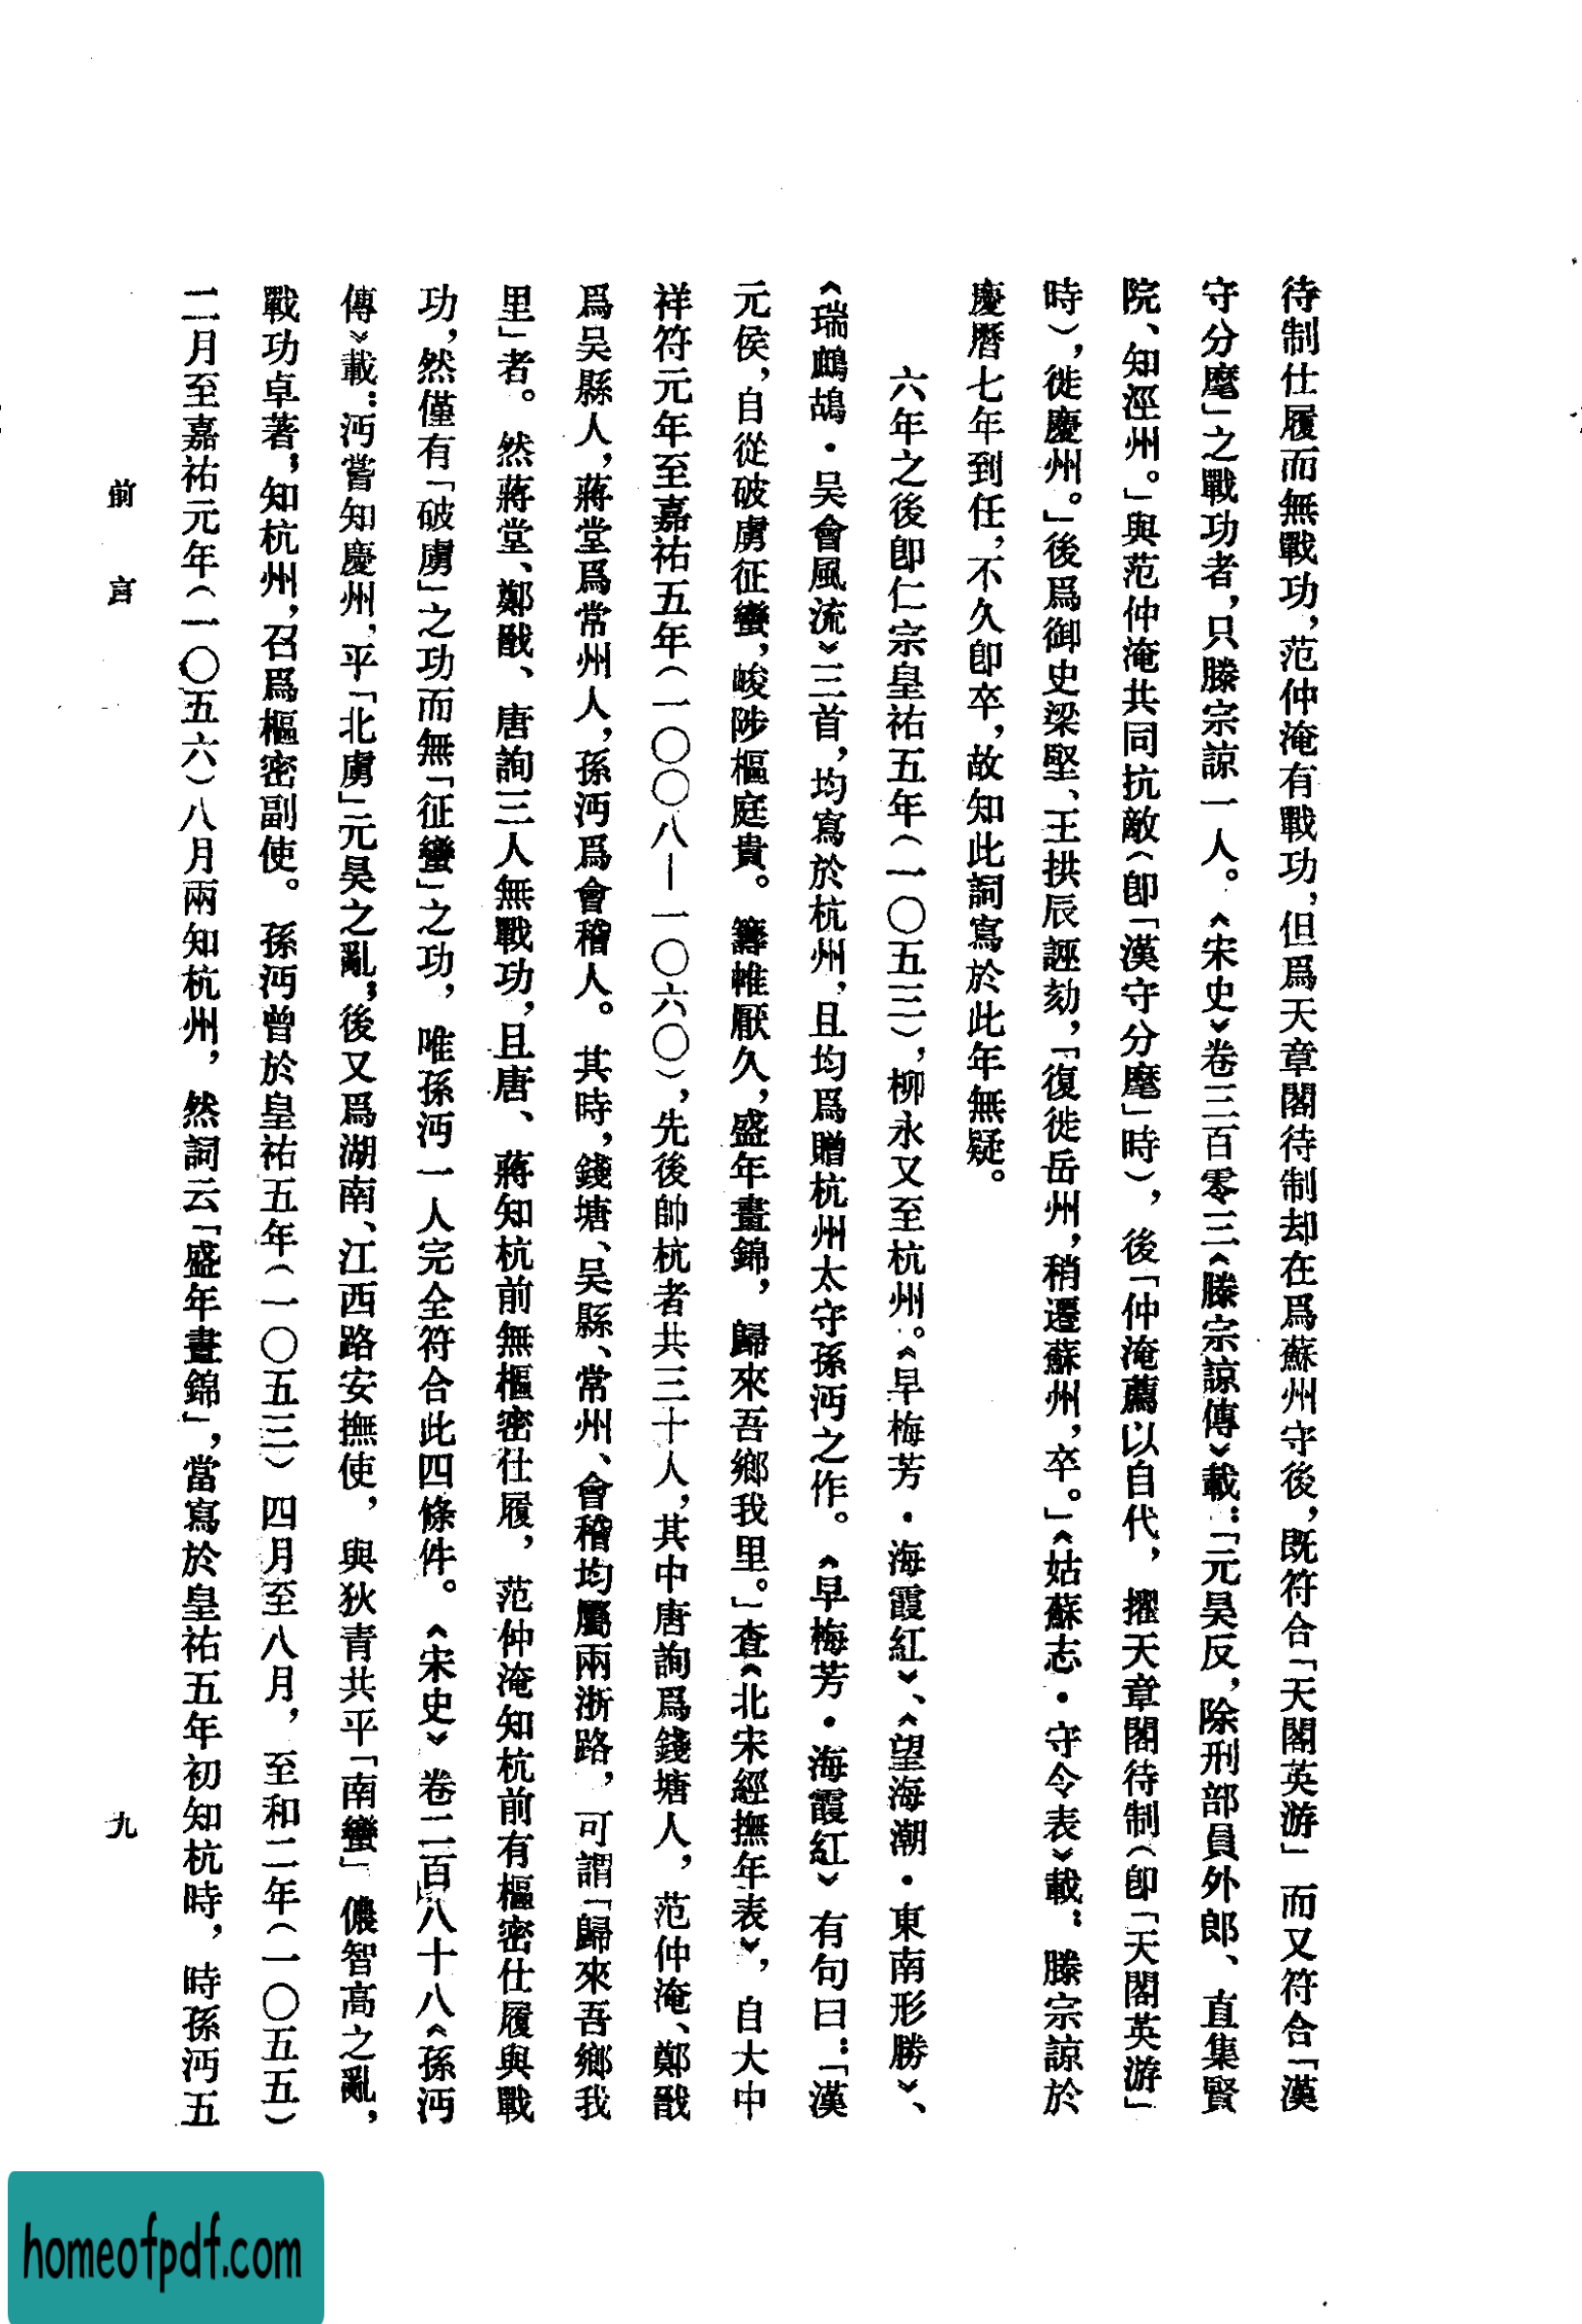 待制仕履而無戰功，范仲淹有戰功，但爲天章閣待制却在爲蘇州守後，既符合「天閣英游」而又符合「漢
守分麾」之戰功者，只滕宗諒一人。《宋史》卷三百零三《滕宗諒傳》載：「元昊反，除刑部員外郎、直集賢
院、知涇州。」與范仲淹共同抗敵（卽「漢守分麾」時），後「仲淹薦以自代，擢天章閣待制（卽「天閣英游」
時），徙慶州。」後爲御史梁堅、王拱辰誣劾，「復徙岳州，稍遷蘇州，卒。」《姑蘇志·守令表》載：滕宗諒於
慶曆七年到任，不久卽卒，故知此詞寫於此年無疑。
六年之後卽仁宗皇祐五年（一〇五三），柳永又至杭州。《早梅芳·海霞紅》、《望海潮·東南形勝》、
《瑞鷓鴣·吴會風流》三首，均寫於杭州，且均爲贈杭州太守孫沔之作。《早梅芳·海霞紅》有句曰：「漢
元侯，自從破虜征蠻，峻陟樞庭貴。籌帷厭久，盛年晝錦，歸來吾鄉我里。」查《北宋經撫年表》，自大中
祥符元年至嘉祐五年（一〇〇八—一〇六〇），先後帥杭者共三十人，其中唐詢爲錢塘人，范仲淹、鄭戩
爲吴縣人，蔣堂爲常州人，孫沔爲會稽人。其時，錢塘、吴縣、常州、會稽均屬兩浙路，可謂「歸來吾鄉我
里」者。然蔣堂、鄭戩、唐詢三人無戰功，且唐、蔣知杭前無樞密仕履，范仲淹知杭前有樞密仕履與戰
功，然僅有「破虜」之功而無「征蠻」之功，唯孫沔一人完全符合此四條件。《宋史》卷二百八十八《孫沔
傳》載：沔嘗知慶州，平「北虜」元昊之亂；後又爲湖南、江西路安撫使，與狄青共平「南蠻」儂智高之亂，
戰功卓著；知杭州，召爲樞密副使。孫沔曾於皇祐五年（一〇五三）四月至八月，至和二年（一〇五五）
二月至嘉祐元年（一〇五六）八月兩知杭州，然詞云「盛年晝錦」，當寫於皇祐五年初知杭時，時孫沔五
前言
九
homeofpdf.com